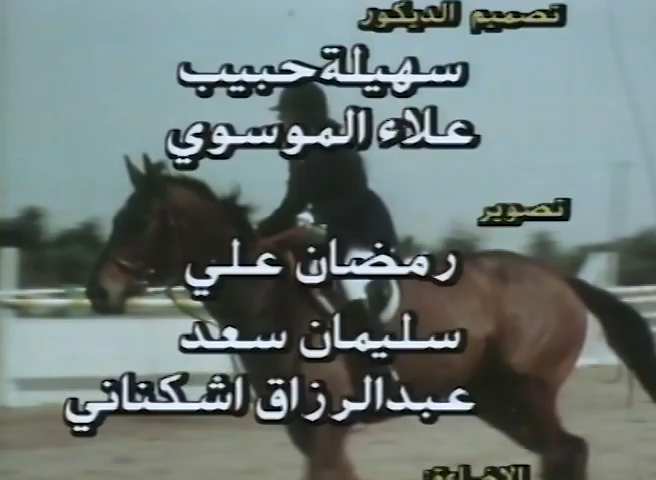 تصميم الديكور
سهيلة حبيب
علاء الموسوي
تصوير
رمضان علي
سليمان سعد
عبدالرزاق اشكناني